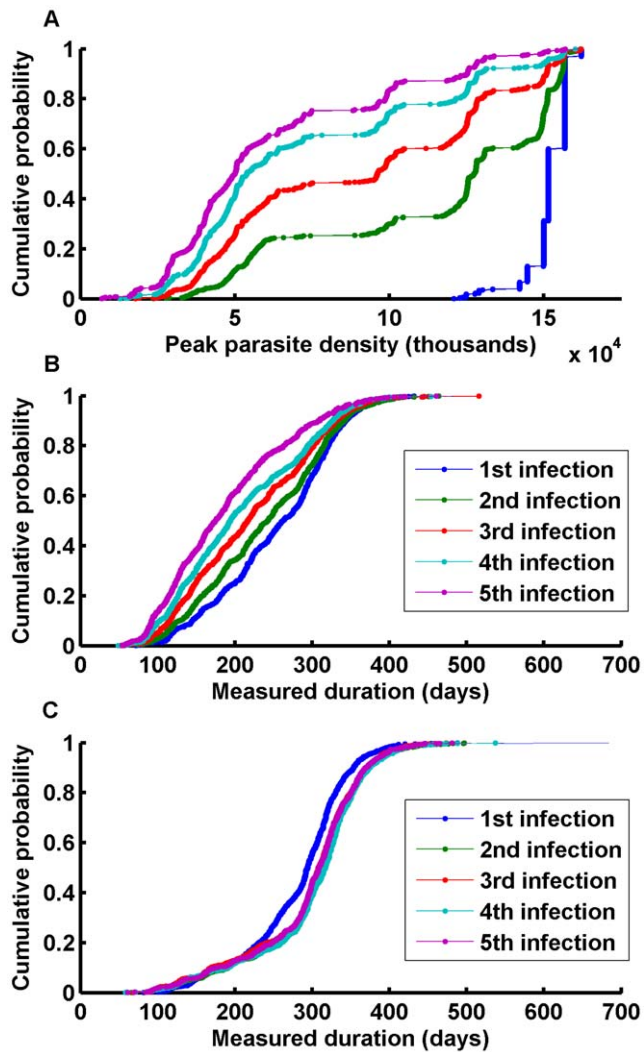 A
Cumulative probability
1
0.8
0.6
0.4
0.2
0
0 5 10 15
Peak parasite density (thousands)
x 10^4
B
Cumulative probability
1
0.8
0.6
0.4
0.2
0
1st infection
2nd infection
3rd infection
4th infection
5th infection
0 100 200 300 400 500 600 700
Measured duration (days)
C
Cumulative probability
1
0.8
0.6
0.4
0.2
0
1st infection
2nd infection
3rd infection
4th infection
5th infection
0 100 200 300 400 500 600 700
Measured duration (days)